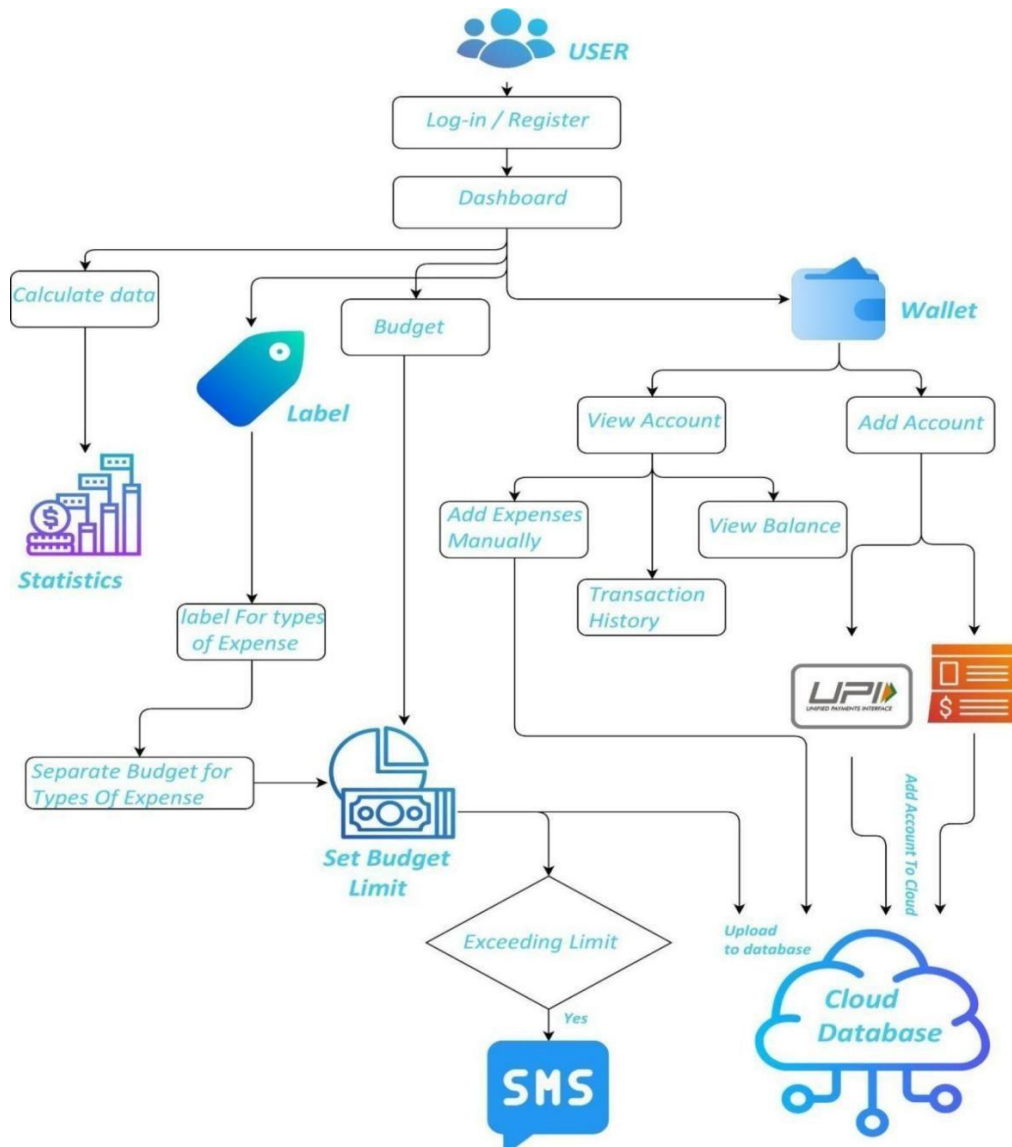 USER
Log-in / Register
Dashboard
Calculate data
Budget
Wallet
Label
View Account
Add Account
Add Expenses
Manually
View Balance
Statistics
Transaction
History
label For types
of Expense
UPI
UNIFIED PAYMENTS INTERFACE
$
Separate Budget for
Types Of Expense
Add Account To Cloud
Set Budget
Limit
Exceeding Limit
Upload
to database
Cloud
Database
Yes
SMS